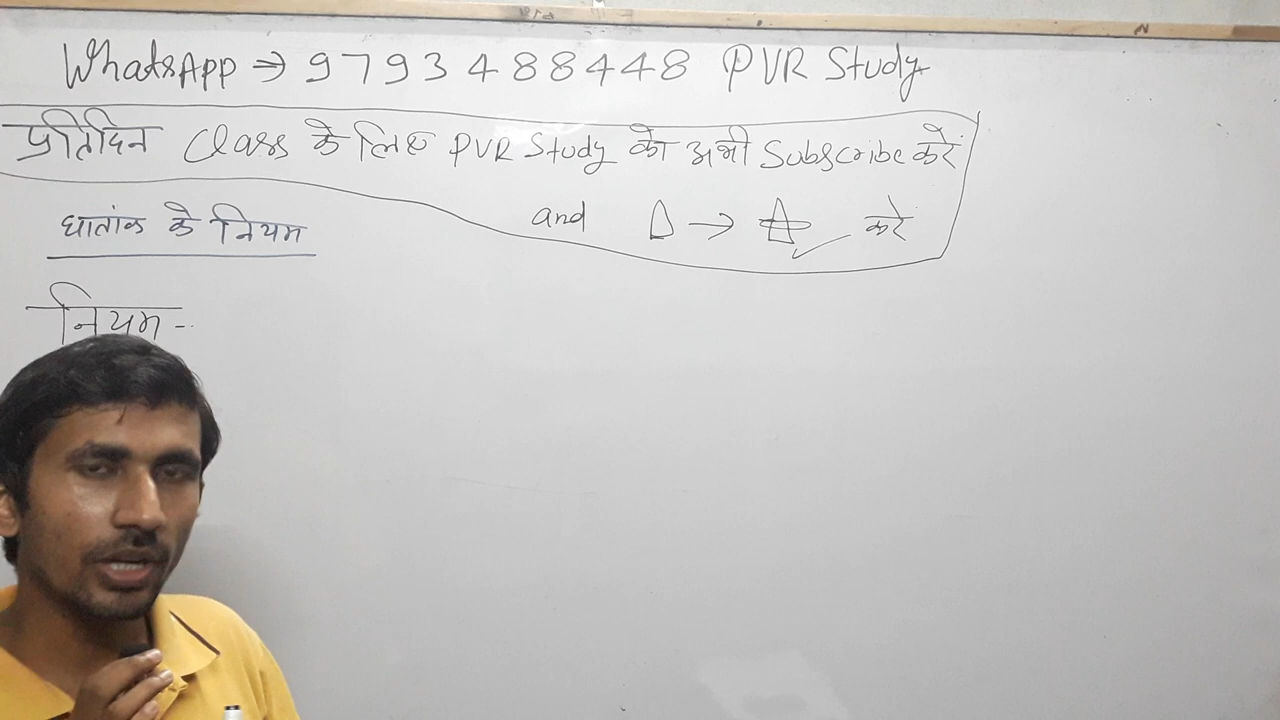 WhatsApp ⇒ 9793488448 PVR Study
प्रतिदिन Class के लिए PVR Study को अभी Subscribe करे
and → करे
घातांक के नियम
नियम -